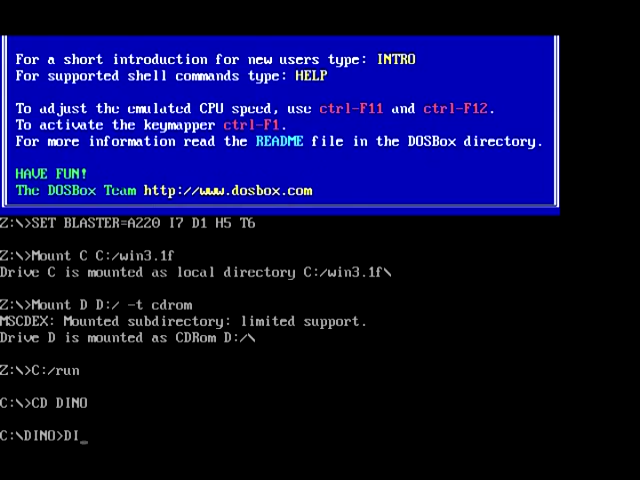 For a short introduction for new users type: INTRO
For supported shell commands type: HELP
To adjust the emulated CPU speed, use ctrl-F11 and ctrl-F12.
To activate the keymapper ctrl-F1.
For more information read the README file in the DOSBox directory.
HAVE FUN!
The DOSBox Team http://www.dosbox.com
Z:\>SET BLASTER=A220 I7 D1 H5 T6
Z:\>Mount C C:/win3.1f
Drive C is mounted as local directory C:/win3.1f\
Z:\>Mount D D:/ -t cdrom
MSCDEX: Mounted subdirectory: limited support.
Drive D is mounted as CDRom D:/\
Z:\>C:/run
C:\>CD DINO
C:\DINO>DI_